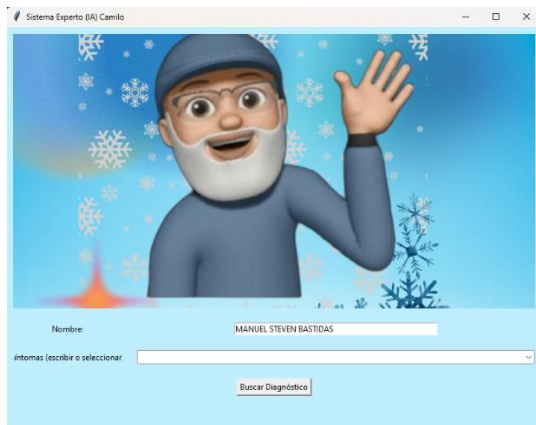 Sistema Experto (IA) Camilo
Nombre:
MANUEL STEVEN BASTIDAS
íntomas (escribir o seleccionar
Buscar Diagnóstico